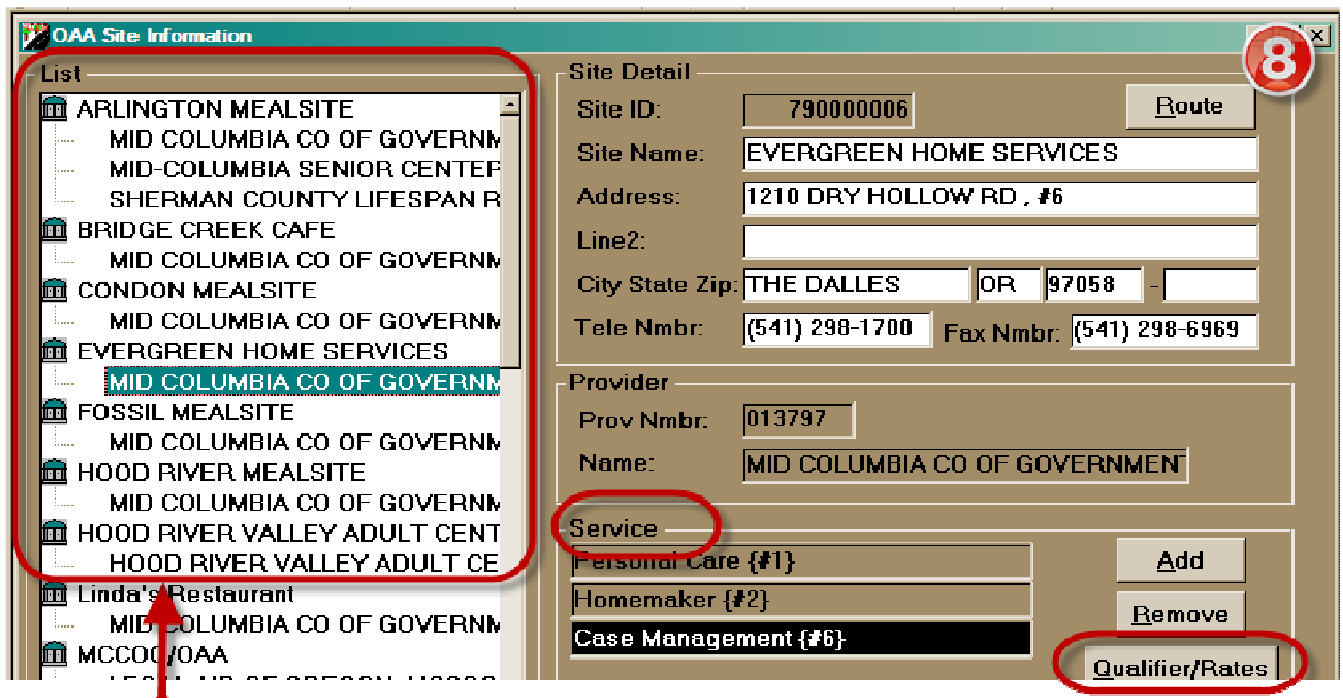 OAA Site Information
8
List
ARLINGTON MEALSITE
MID COLUMBIA CO OF GOVERNM
MID-COLUMBIA SENIOR CENTER
SHERMAN COUNTY LIFESPAN R
BRIDGE CREEK CAFE
MID COLUMBIA CO OF GOVERNM
CONDON MEALSITE
MID COLUMBIA CO OF GOVERNM
EVERGREEN HOME SERVICES
MID COLUMBIA CO OF GOVERNM
FOSSIL MEALSITE
MID COLUMBIA CO OF GOVERNM
HOOD RIVER MEALSITE
MID COLUMBIA CO OF GOVERNM
HOOD RIVER VALLEY ADULT CENT
HOOD RIVER VALLEY ADULT CE
Linda's Restaurant
MID COLUMBIA CO OF GOVERNM
MCCOG/OAA
Site Detail
Site ID: 790000006 Route
Site Name: EVERGREEN HOME SERVICES
Address: 1210 DRY HOLLOW RD , #6
Line2:
City State Zip: THE DALLES OR 97058 -
Tele Nmbr: (541) 298-1700 Fax Nmbr: (541) 298-6969
Provider
Prov Nmbr: 013797
Name: MID COLUMBIA CO OF GOVERNMENT
Service
Personal Care {#1} Add
Homemaker {#2} Remove
Case Management {#6}
Qualifier/Rates